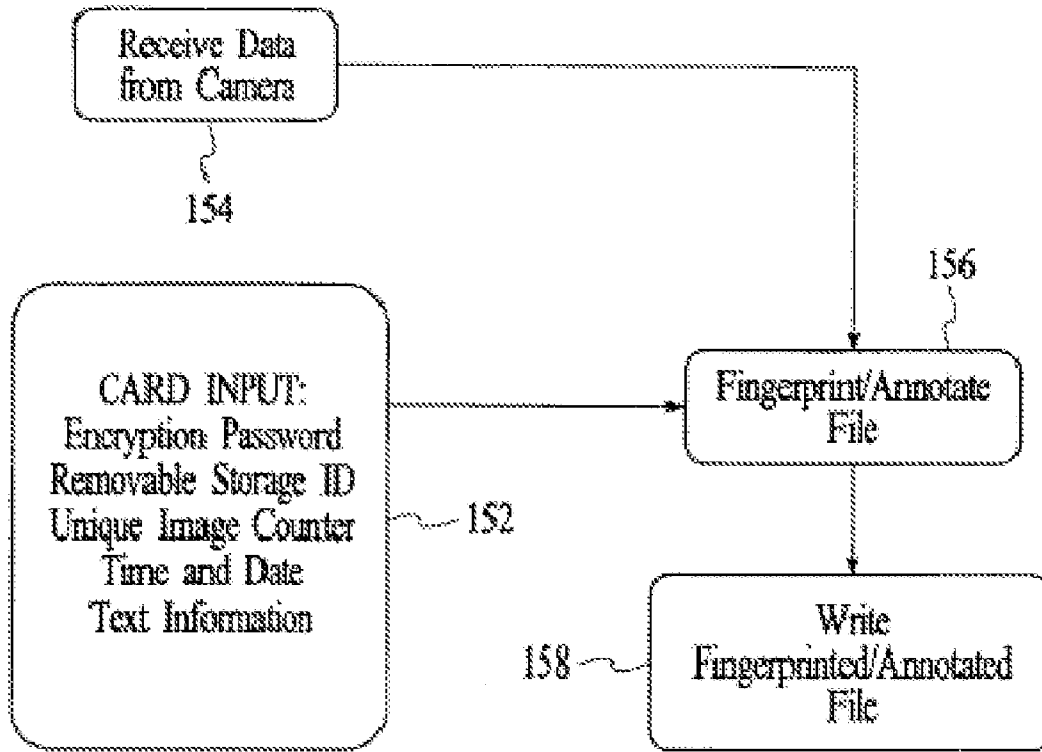 Receive Data
from Camera
154
156
CARD INPUT:
Encryption Password
Removable Storage ID
Unique Image Counter
Time and Date
Text Information
152
Fingerprint/Annotate
File
158
Write
Fingerprinted/Annotated
File